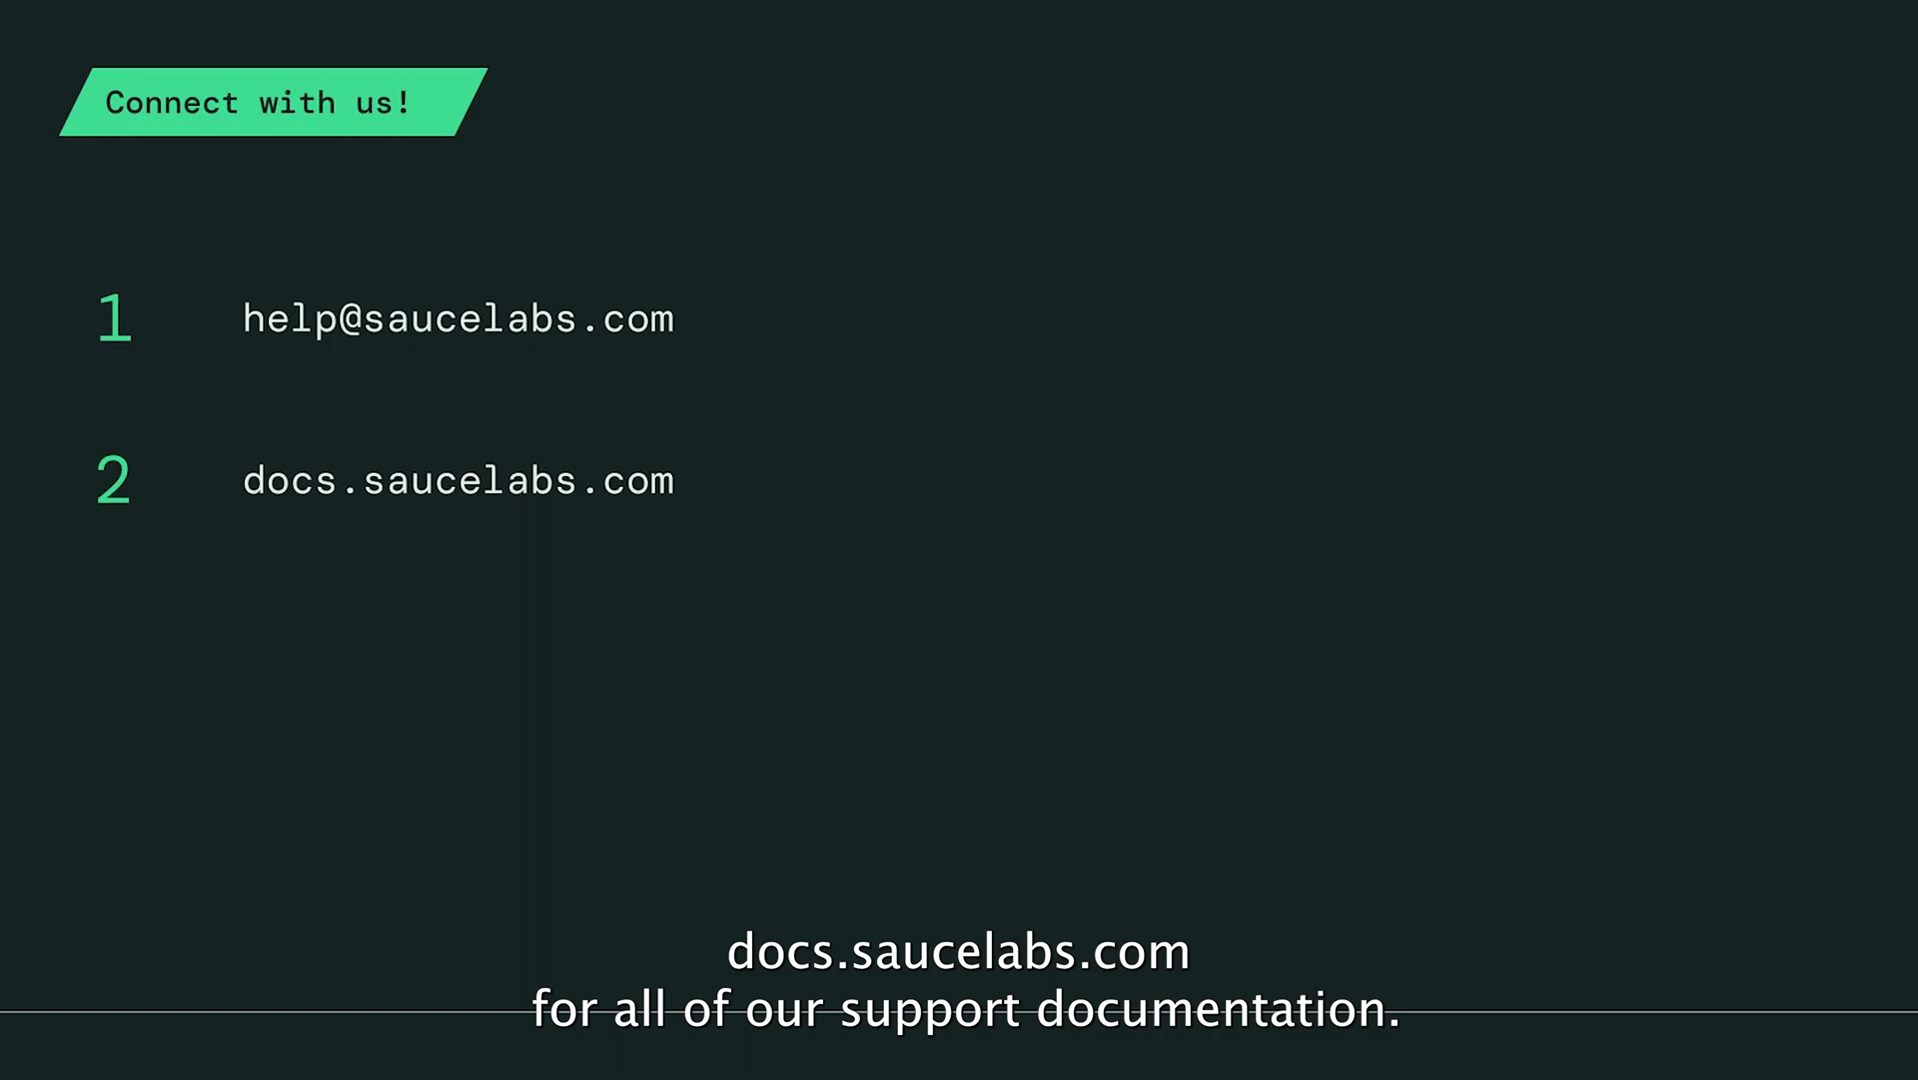 Connect with us!
1 help@saucelabs.com
2 docs.saucelabs.com
docs.saucelabs.com
for all of our support documentation.